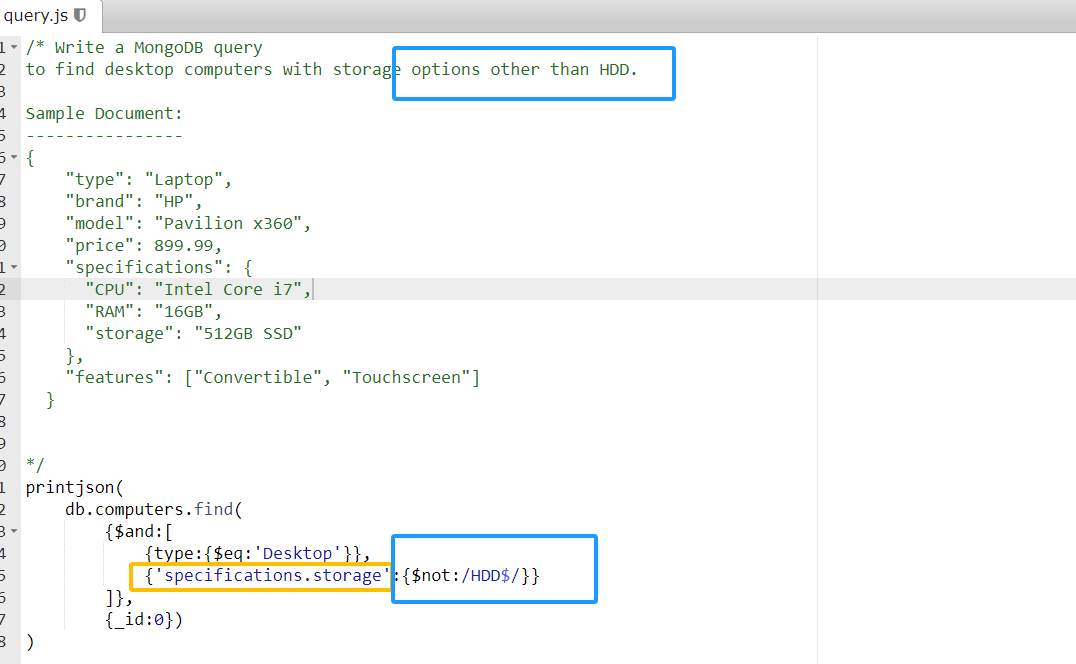 query.js
1 /* Write a MongoDB query
2 to find desktop computers with storage options other than HDD.
3
4 Sample Document:
5 ----------------
6 {
7 "type": "Laptop",
8 "brand": "HP",
9 "model": "Pavilion x360",
0 "price": 899.99,
1 "specifications": {
2 "CPU": "Intel Core i7",
3 "RAM": "16GB",
4 "storage": "512GB SSD"
5 },
6 "features": ["Convertible", "Touchscreen"]
7 }
8
9
0 */
1 printjson(
2 db.computers.find(
3 {$and:[
4 {type:{$eq:'Desktop'}},
5 {'specifications.storage':{$not:/HDD$/}}
6 ]},
7 {_id:0})
8 )